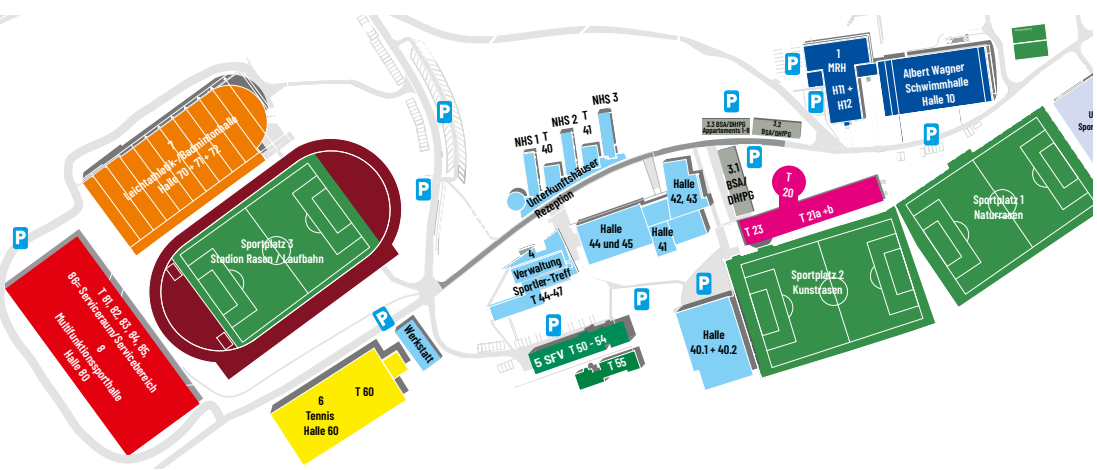 P
1
MRH
H11 +
H12
P
P
Albert Wagner
Schwimmhalle
Halle 10
P
P
3.3 BSA/DHfPG
Appartements 1-8
3.2
BSA/DHfPG
P
3.1
BSA/
DHfPG
NHS 1
T
40
NHS 2
T
41
NHS 3
Unterkunftshäuser
Rezeption
P
P
7
Leichtathletik-/Badmintonhalle
Halle 70 + 71 + 72
Halle
42, 43
Halle
41
Halle
44 und 45
T
20
T 21a +b
T 23
Sportplatz 1
Naturrasen
Sportplatz 2
Kunstrasen
Sportplatz 3
Stadion Rasen / Laufbahn
4
Verwaltung
Sportler-Treff
T 44-47
P
P
P
5 SFV T 50 - 54
T 55
Halle
40.1 + 40.2
P
T 81, 82, 83, 84, 85,
86= Serviceraum/Servicebereich
8
Multifunktionssporthalle
Halle 80
P
Werkstatt
6
Tennis
Halle 60
T 60